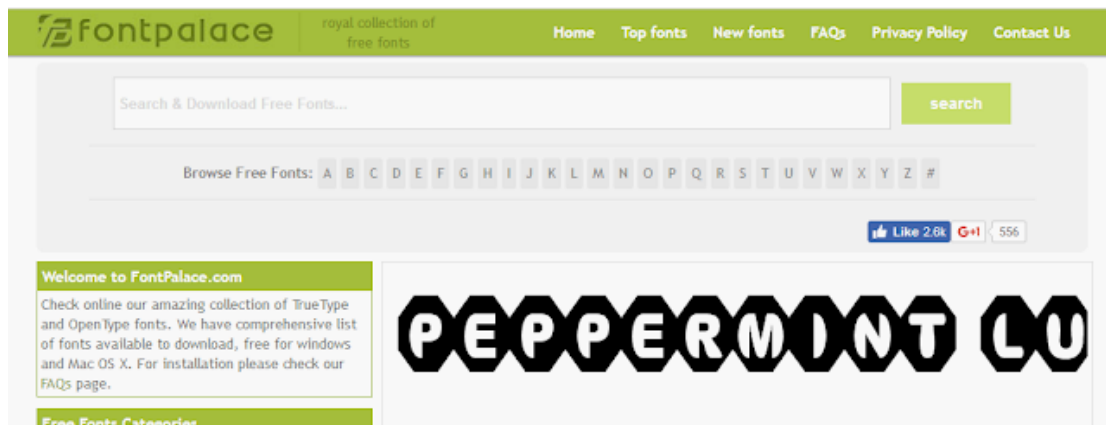 fontpalace
royal collection of
free fonts
Home Top fonts New fonts FAQs Privacy Policy Contact Us
Search & Download Free Fonts...
search
Browse Free Fonts: A B C D E F G H I J K L M N O P Q R S T U V W X Y Z #
Like 2.6k G+1 556
Welcome to FontPalace.com
Check online our amazing collection of TrueType
and OpenType fonts. We have comprehensive list
of fonts available to download, free for windows
and Mac OS X. For installation please check our
FAQs page.
PEPPERMINT LU
Free Fonts Categories